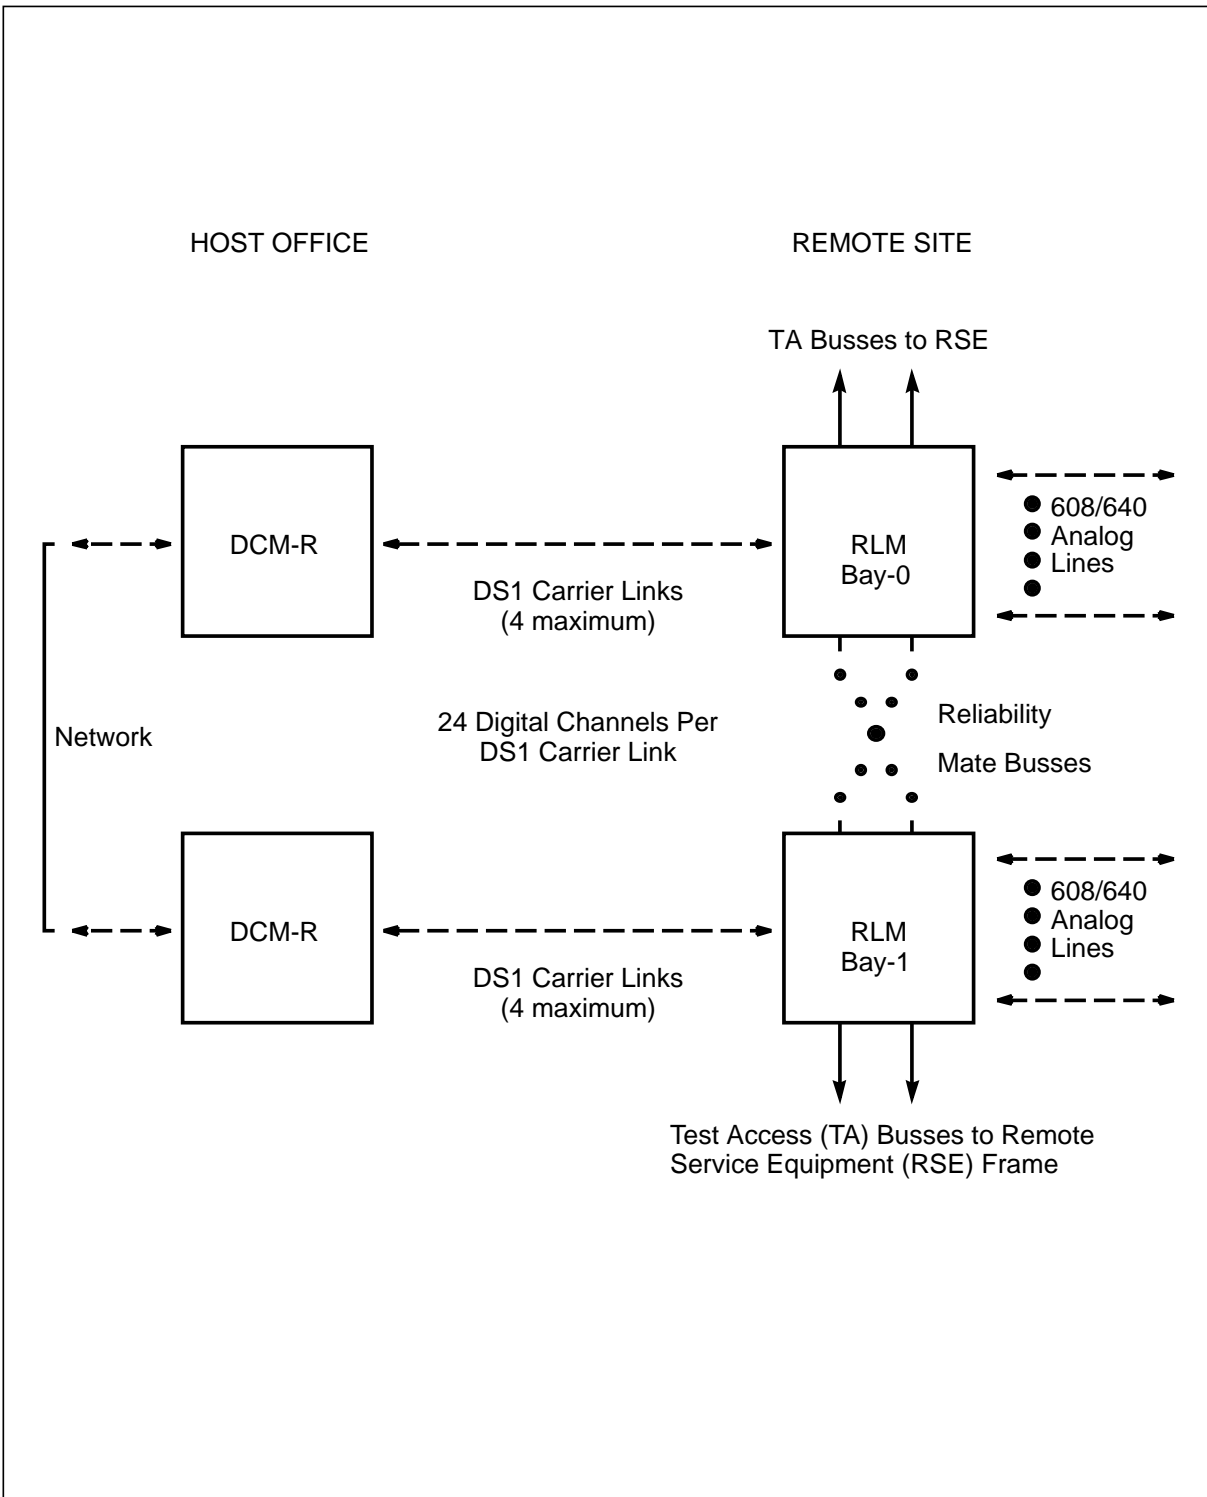 HOST OFFICE
REMOTE SITE
TA Busses to RSE
DCM-R
DS1 Carrier Links
(4 maximum)
RLM
Bay-0
608/640
Analog
Lines
Network
24 Digital Channels Per
DS1 Carrier Link
Reliability
Mate Busses
DCM-R
DS1 Carrier Links
(4 maximum)
RLM
Bay-1
608/640
Analog
Lines
Test Access (TA) Busses to Remote
Service Equipment (RSE) Frame